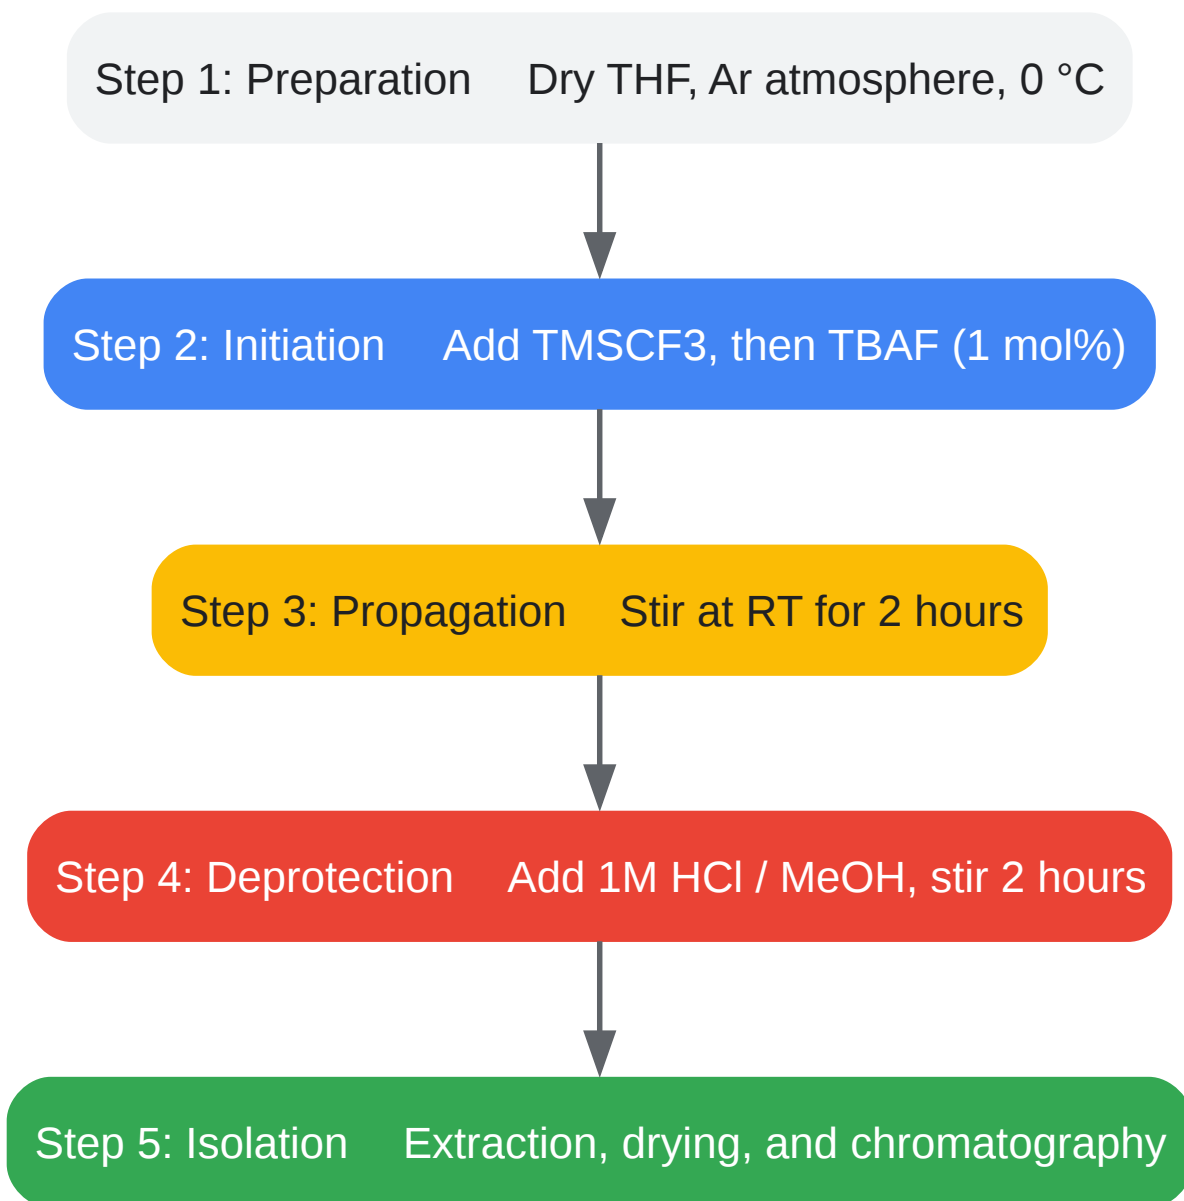 Step 1: Preparation Dry THF, Ar atmosphere, 0 °C
Step 2: Initiation Add TMSCF3, then TBAF (1 mol%)
Step 3: Propagation Stir at RT for 2 hours
Step 4: Deprotection Add 1M HCl / MeOH, stir 2 hours
Step 5: Isolation Extraction, drying, and chromatography